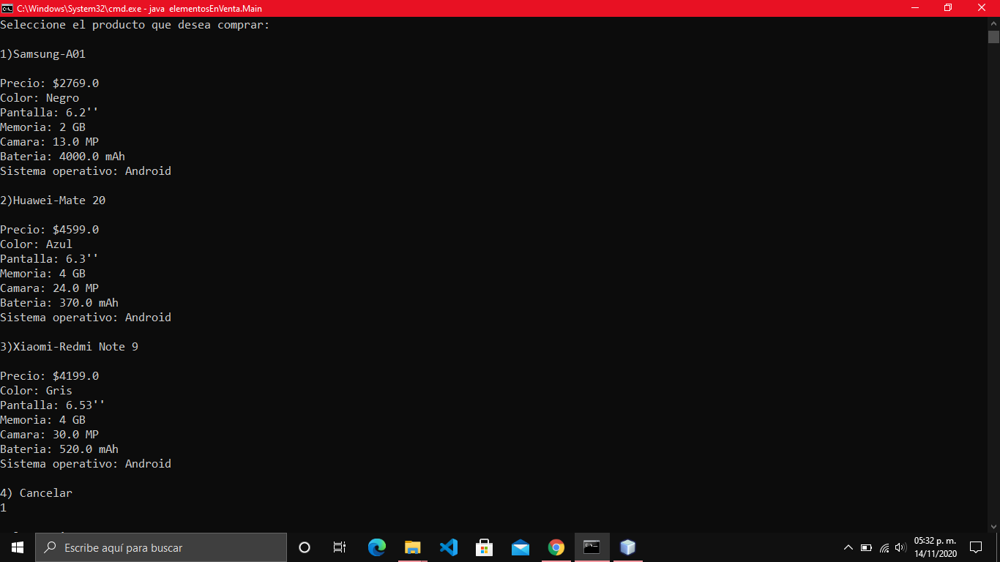 C:\Windows\System32\cmd.exe - java  elementosEnVenta.Main
Seleccione el producto que desea comprar:
1)Samsung-A01
Precio: $2769.0
Color: Negro
Pantalla: 6.2''
Memoria: 2 GB
Camara: 13.0 MP
Bateria: 4000.0 mAh
Sistema operativo: Android
2)Huawei-Mate 20
Precio: $4599.0
Color: Azul
Pantalla: 6.3''
Memoria: 4 GB
Camara: 24.0 MP
Bateria: 370.0 mAh
Sistema operativo: Android
3)Xiaomi-Redmi Note 9
Precio: $4199.0
Color: Gris
Pantalla: 6.53''
Memoria: 4 GB
Camara: 30.0 MP
Bateria: 520.0 mAh
Sistema operativo: Android
4) Cancelar
1
Escribe aquí para buscar
05:32 p. m.
14/11/2020